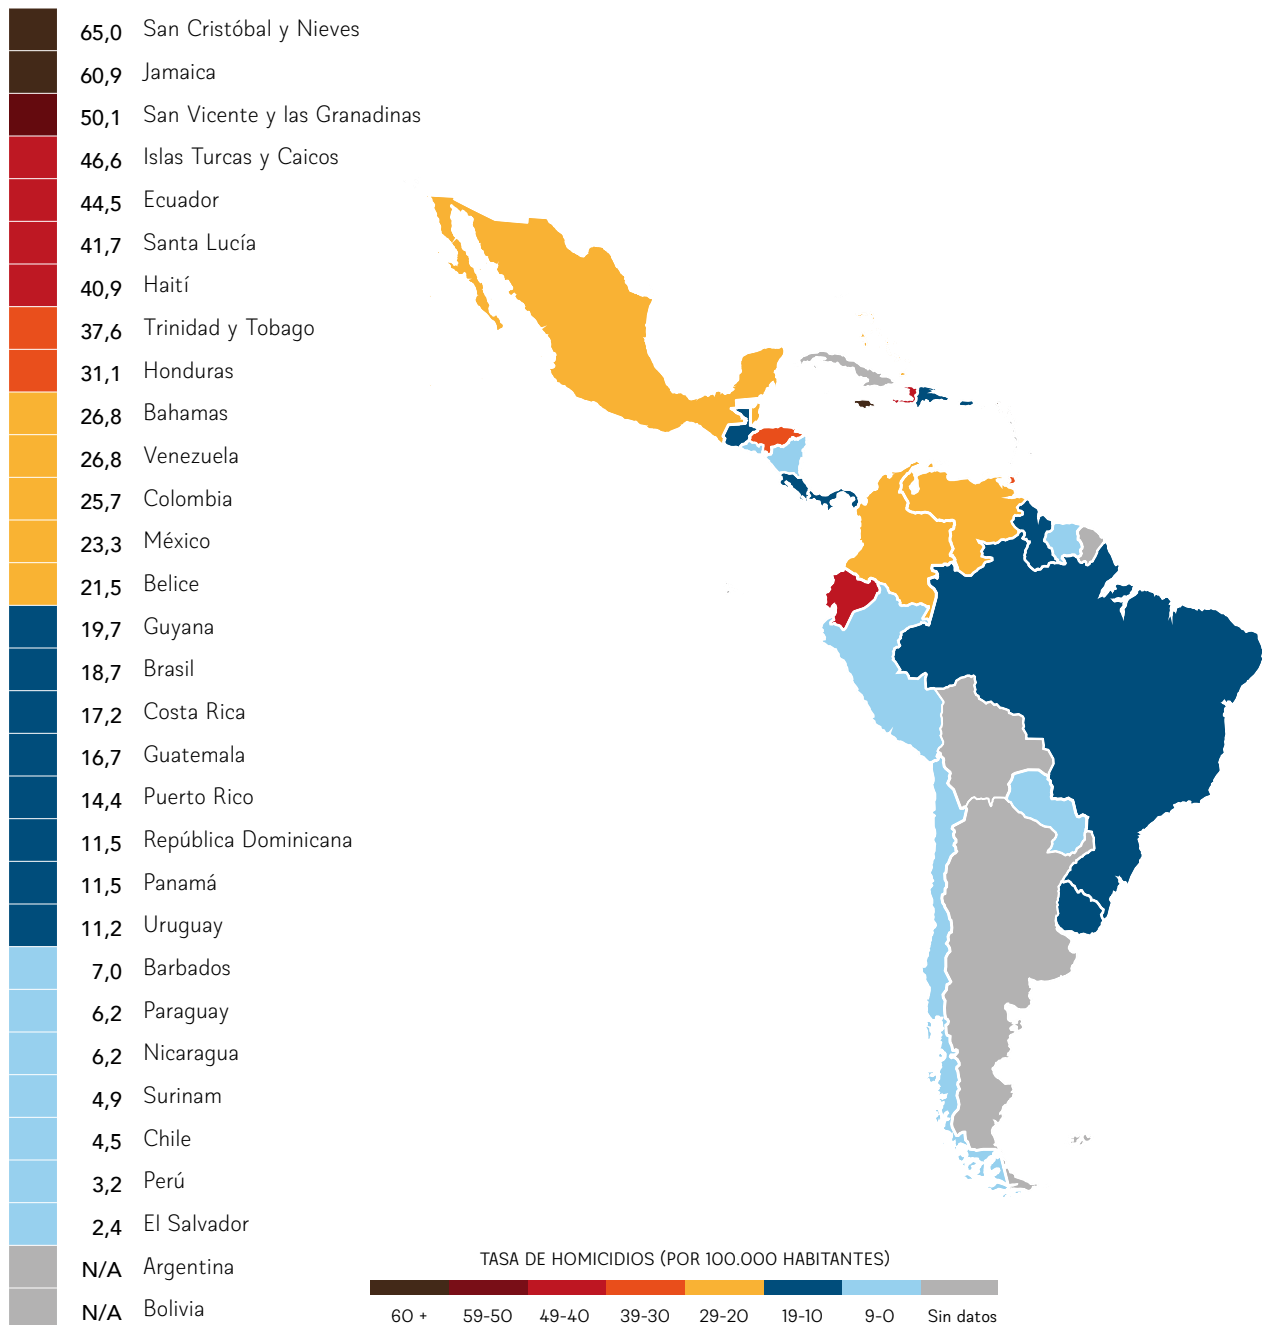 65,0 San Cristóbal y Nieves
60,9 Jamaica
50,1 San Vicente y las Granadinas
46,6 Islas Turcas y Caicos
44,5 Ecuador
41,7 Santa Lucía
40,9 Haití
37,6 Trinidad y Tobago
31,1 Honduras
26,8 Bahamas
26,8 Venezuela
25,7 Colombia
23,3 México
21,5 Belice
19,7 Guyana
18,7 Brasil
17,2 Costa Rica
16,7 Guatemala
14,4 Puerto Rico
11,5 República Dominicana
11,5 Panamá
11,2 Uruguay
7,0 Barbados
6,2 Paraguay
6,2 Nicaragua
4,9 Surinam
4,5 Chile
3,2 Perú
2,4 El Salvador
N/A Argentina
N/A Bolivia
TASA DE HOMICIDIOS (POR 100.000 HABITANTES)
60 + 59-50 49-40 39-30 29-20 19-10 9-0 Sin datos